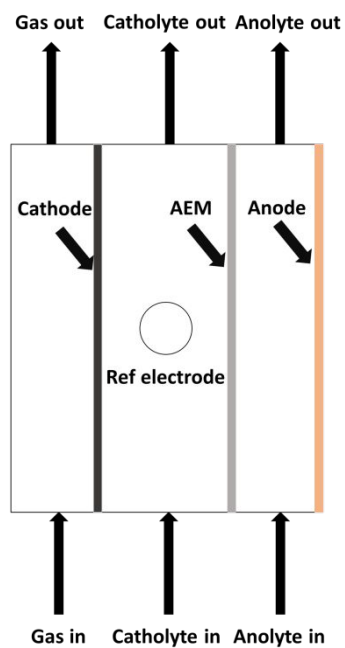 Gas out
Catholyte out
Anolyte out
Cathode
AEM
Anode
Ref electrode
Gas in
Catholyte in
Anolyte in